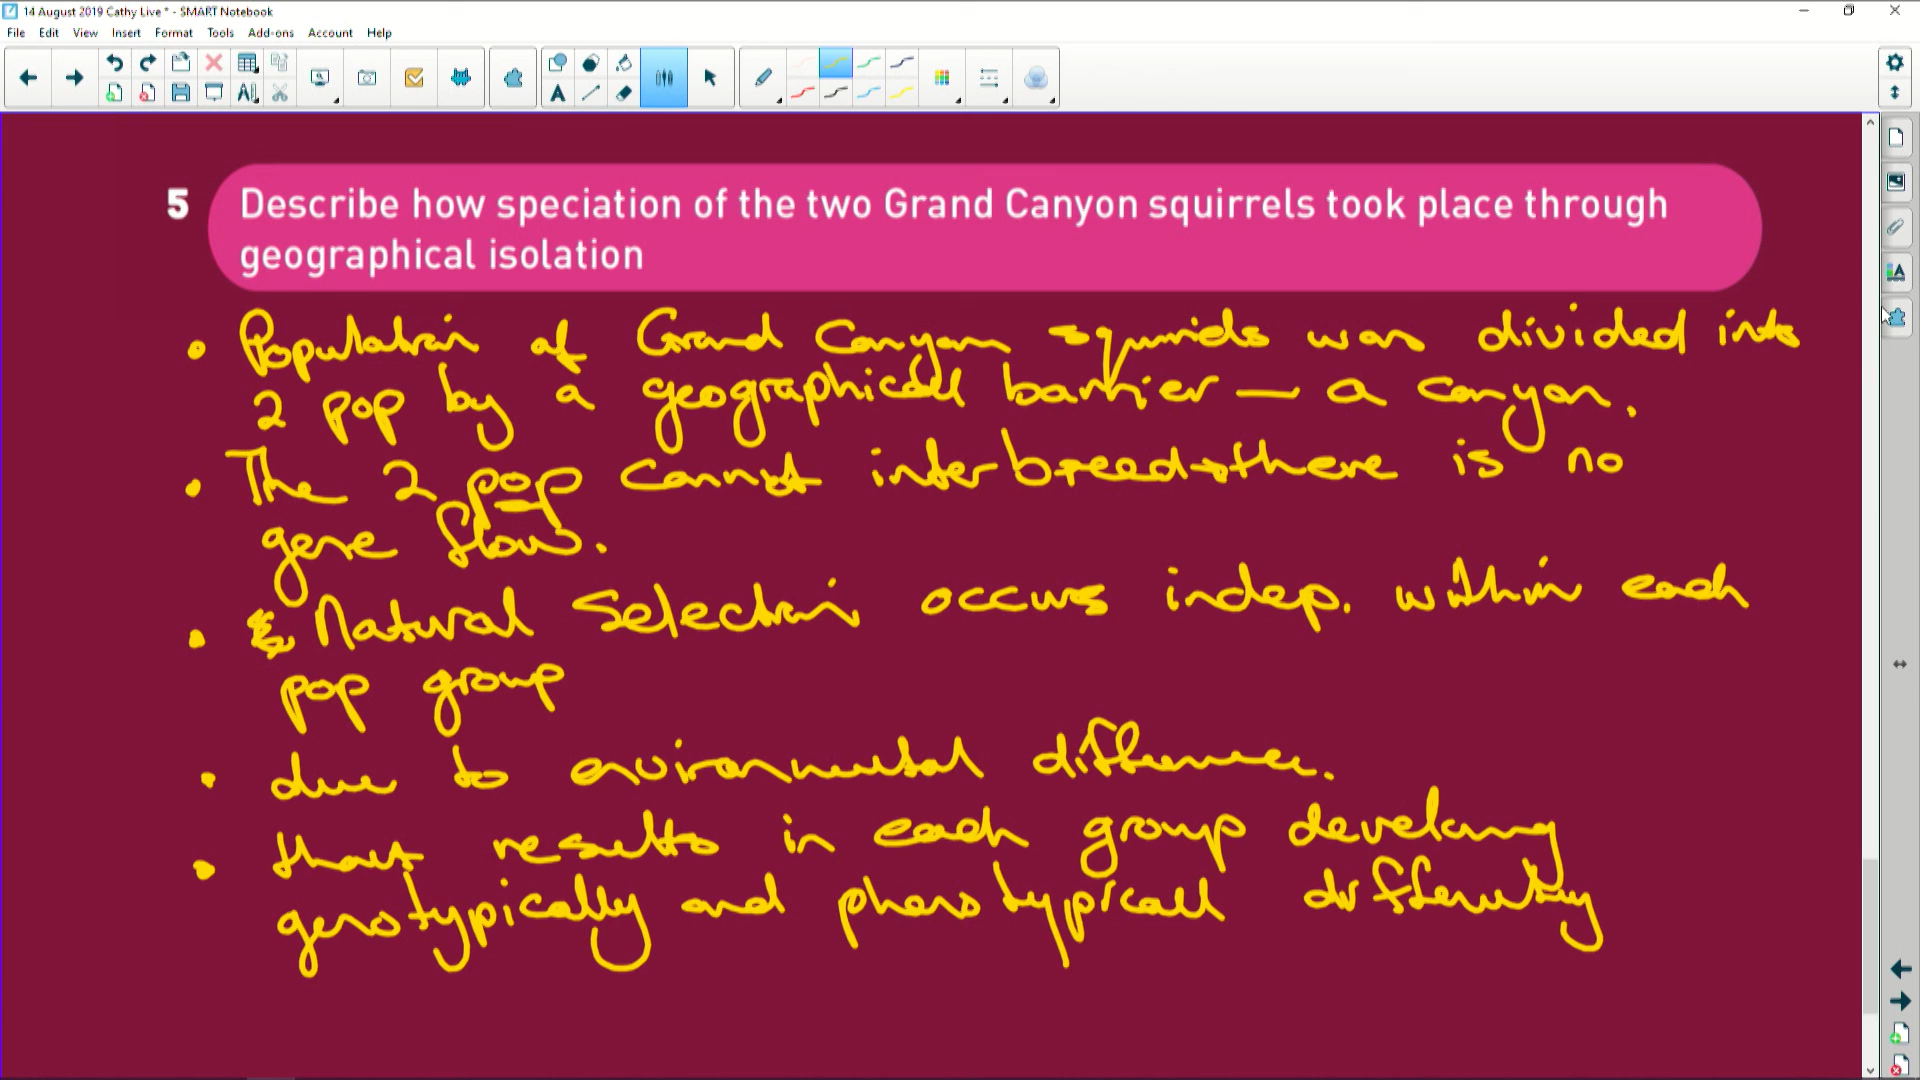 14 August 2019 Cathy Live * - SMART Notebook
File Edit View Insert Format Tools Add-ons Account Help
5 Describe how speciation of the two Grand Canyon squirrels took place through
geographical isolation
• Population of Grand Canyon squirrels was divided into
2 pop by a geographical barrier — a canyon.
• The 2 pop cannot interbreed → there is no
gene flow.
• Natural Selection occurs indep. within each
pop group
• due to environmental difference.
• that results in each group develong
genotypically and phenotypicall differently